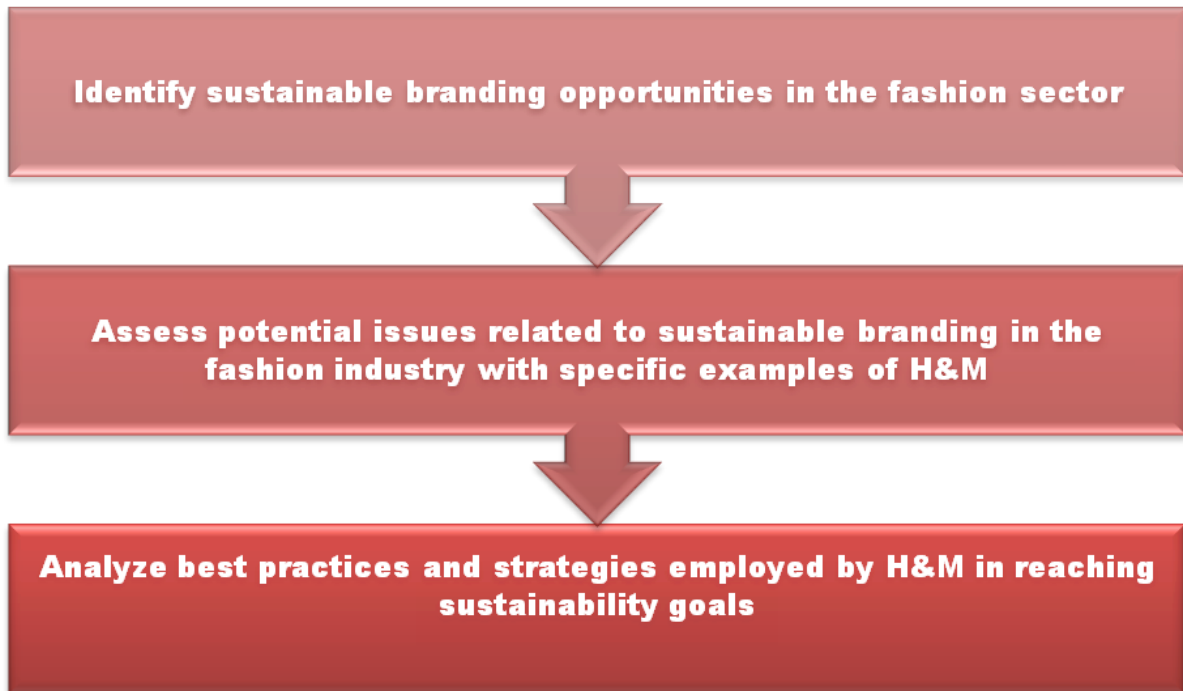 Identify sustainable branding opportunities in the fashion sector
Assess potential issues related to sustainable branding in the
fashion industry with specific examples of H&M
Analyze best practices and strategies employed by H&M in reaching
sustainability goals